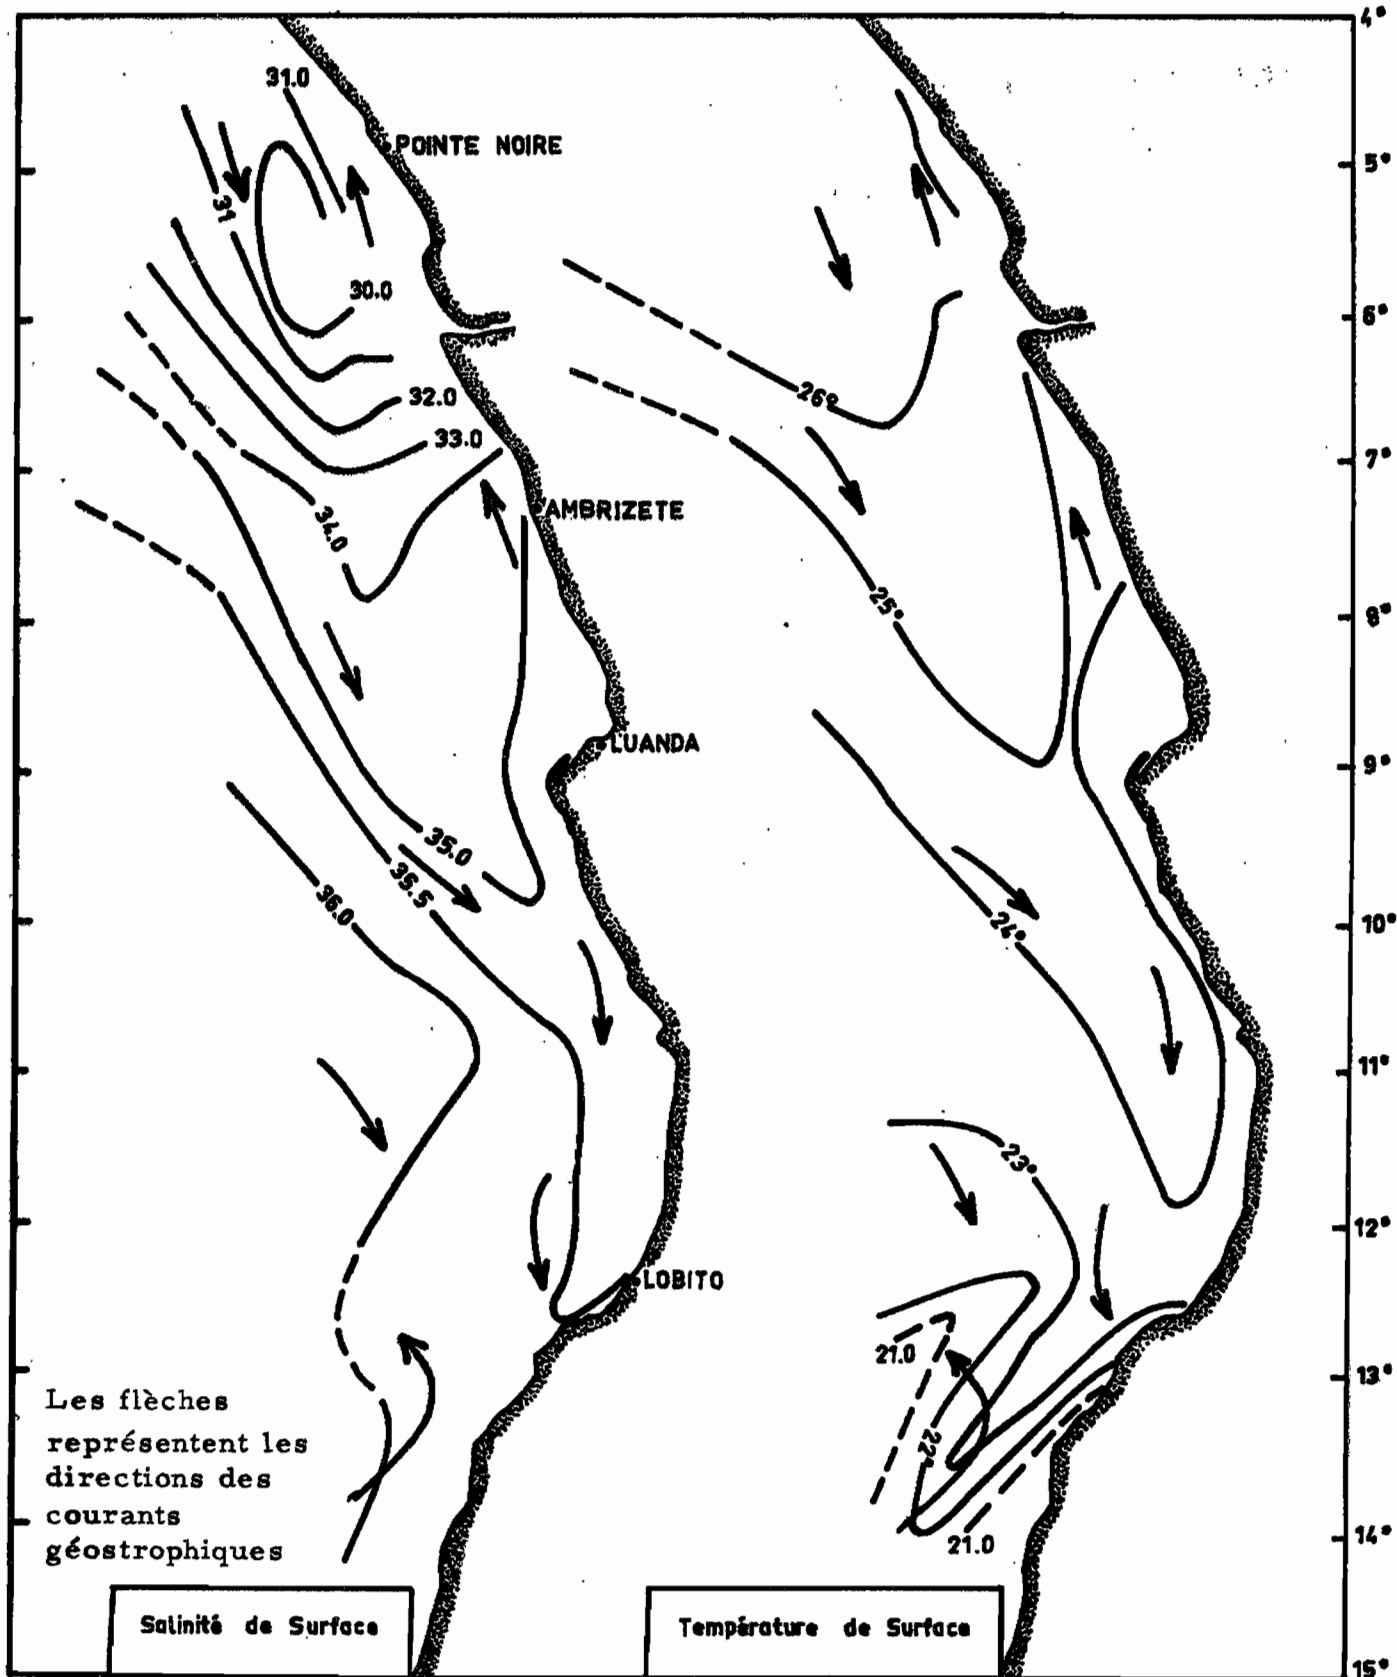 4°
31.0
POINTE NOIRE
5°
31
30.0
6°
26°
32.0
33.0
7°
AMBRIZETE
34.0
25°
8°
LUANDA
9°
35.0
35.5
36.0
24°
10°
11°
23°
12°
LOBITO
21.0
13°
Les flèches
représentent les
directions des
courants
géostrophiques
22°
21.0
14°
Salinité de Surface
Température de Surface
15°